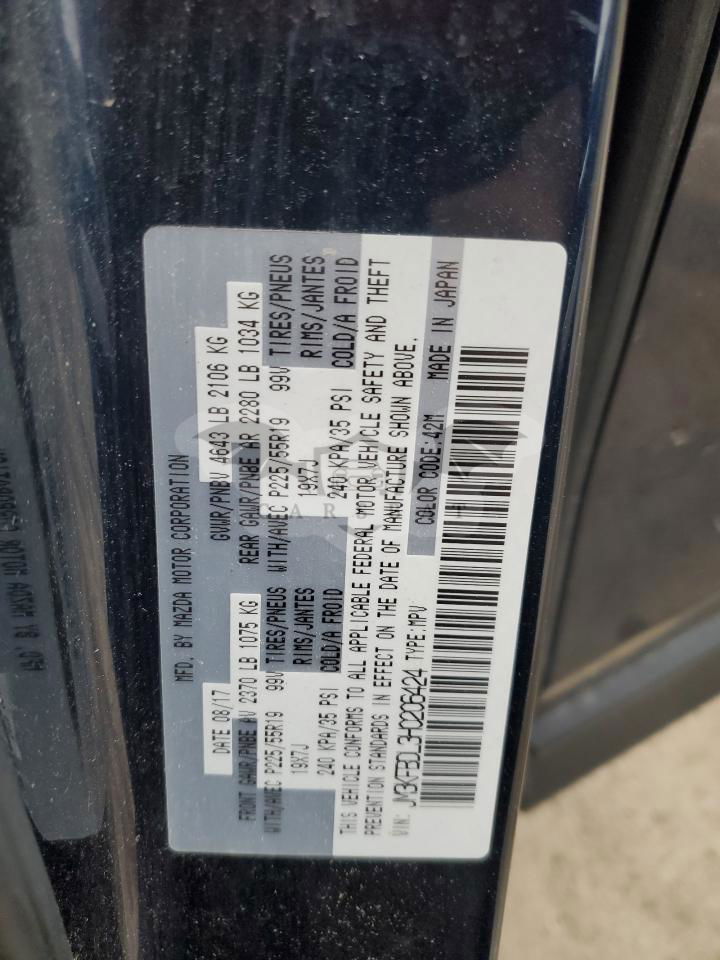 MFD. BY MAZDA MOTOR CORPORATION
DATE 08/17 GVWR/PNBV A4643 LB 2106 KG
FRONT GAWR/PNBE AV 2370 LB 1075 KG REAR GAWR/PNBE AR 2280 LB 1034 KG
WITH/AVEC P225/55R19 99V TIRES/PNEUS WITH/AVEC P225/55R19 99V TIRES/PNEUS
19X7J RIMS/JANTES 19X7J RIMS/JANTES
240 KPA/35 PSI COLD/A FROID 240 KPA/35 PSI COLD/A FROID
THIS VEHICLE CONFORMS TO ALL APPLICABLE FEDERAL MOTOR VEHICLE SAFETY AND THEFT
PREVENTION STANDARDS IN EFFECT ON THE DATE OF MANUFACTURE SHOWN ABOVE.
VIN: JM3KFBDL3H0206424 TYPE:MPV COLOR CODE:42M MADE IN JAPAN